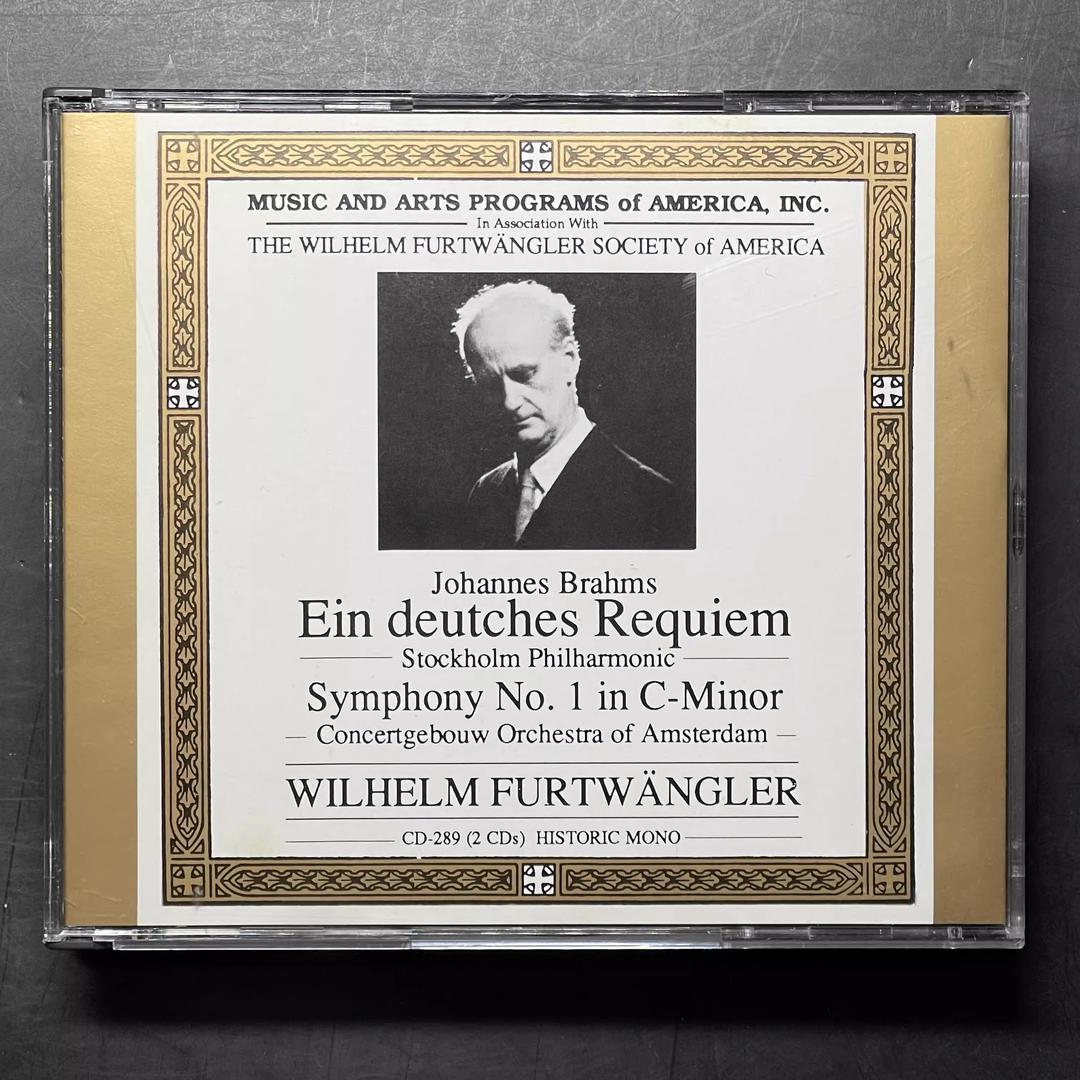 MUSIC AND ARTS PROGRAMS of AMERICA, INC.
In Association With
THE WILHELM FURTWÄNGLER SOCIETY of AMERICA
Johannes Brahms
Ein deutches Requiem
Stockholm Philharmonic
Symphony No. 1 in C-Minor
Concertgebouw Orchestra of Amsterdam
WILHELM FURTWÄNGLER
CD-289 (2 CDs) HISTORIC MONO